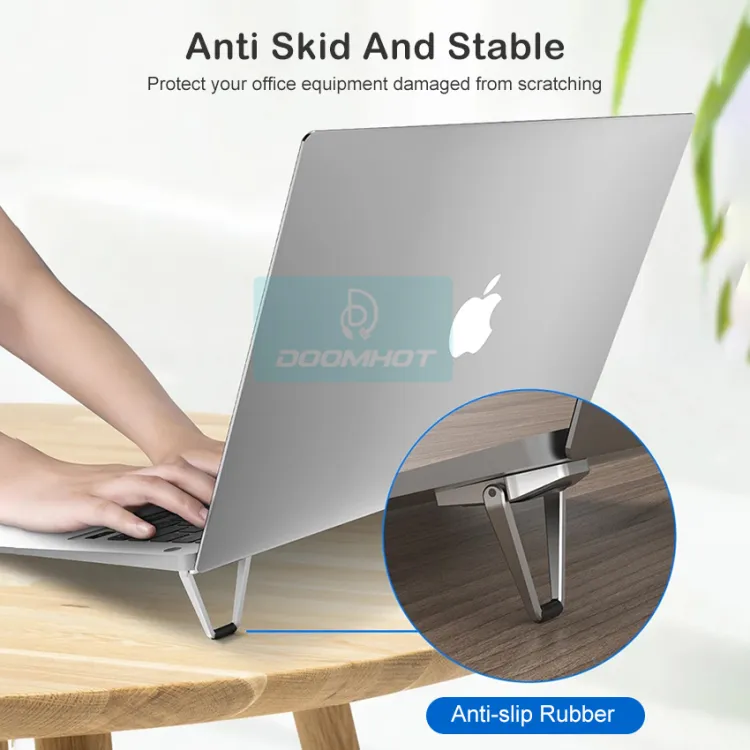 Anti Skid And Stable
Protect your office equipment damaged from scratching
DOOMHOT
Anti-slip Rubber